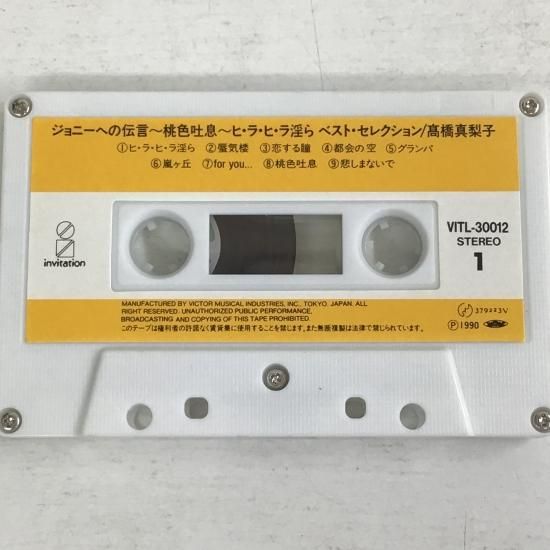 ジョニーへの伝言～桃色吐息～ヒ・ラ・ヒ・ラ淫ら ベスト・セレクション/髙橋真梨子
①ヒ・ラ・ヒ・ラ淫ら ②蜃気楼 ③恋する瞳 ④都会の空 ⑤グランパ
⑥嵐ヶ丘 ⑦for you... ⑧桃色吐息 ⑨悲しまないで
invitation
VITL-30012
STEREO
1
MANUFACTURED BY VICTOR MUSICAL INDUSTRIES, INC., TOKYO, JAPAN. ALL
RIGHT RESERVED. UNAUTHORIZED PUBLIC PERFORMANCE,
BROADCASTING AND COPYING OF THIS TAPE PROHIBITED.
このテープは権利者の許諾なく賃貸業に使用することを禁じます。また無断複製は法律で禁じられています。
379223V
Ⓟ1990